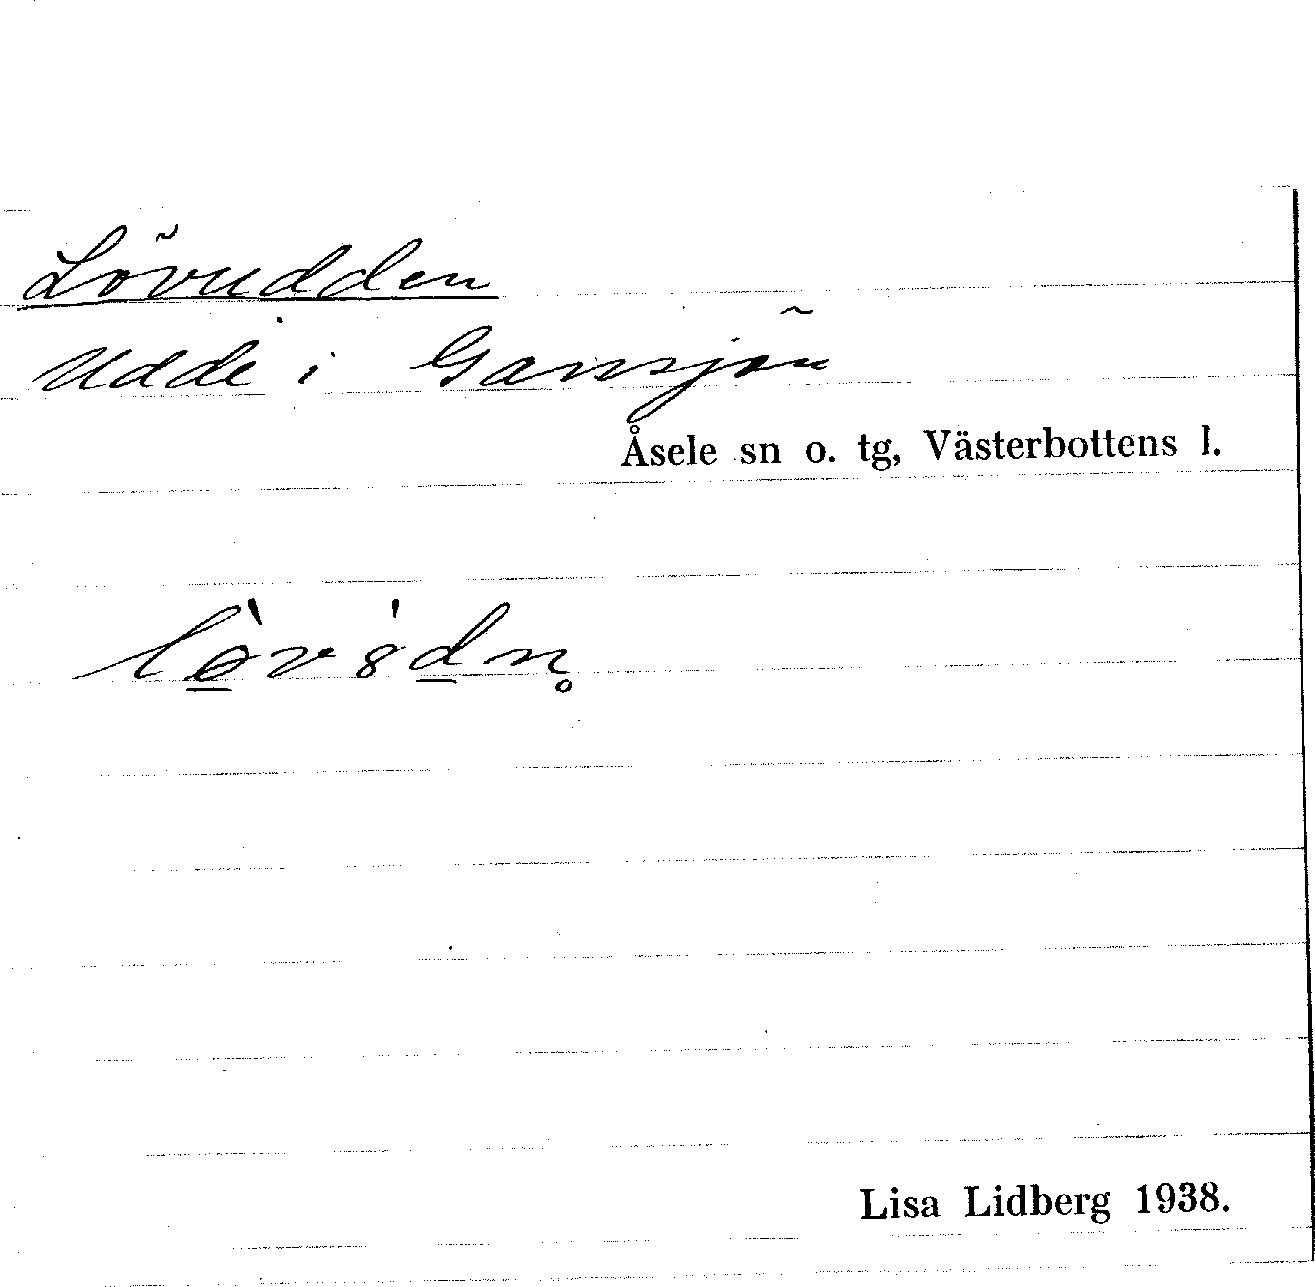 Lövudden
Udde i Gansjön
Åsele sn o. tg, Västerbottens l.
Lisa Lidberg 1938.